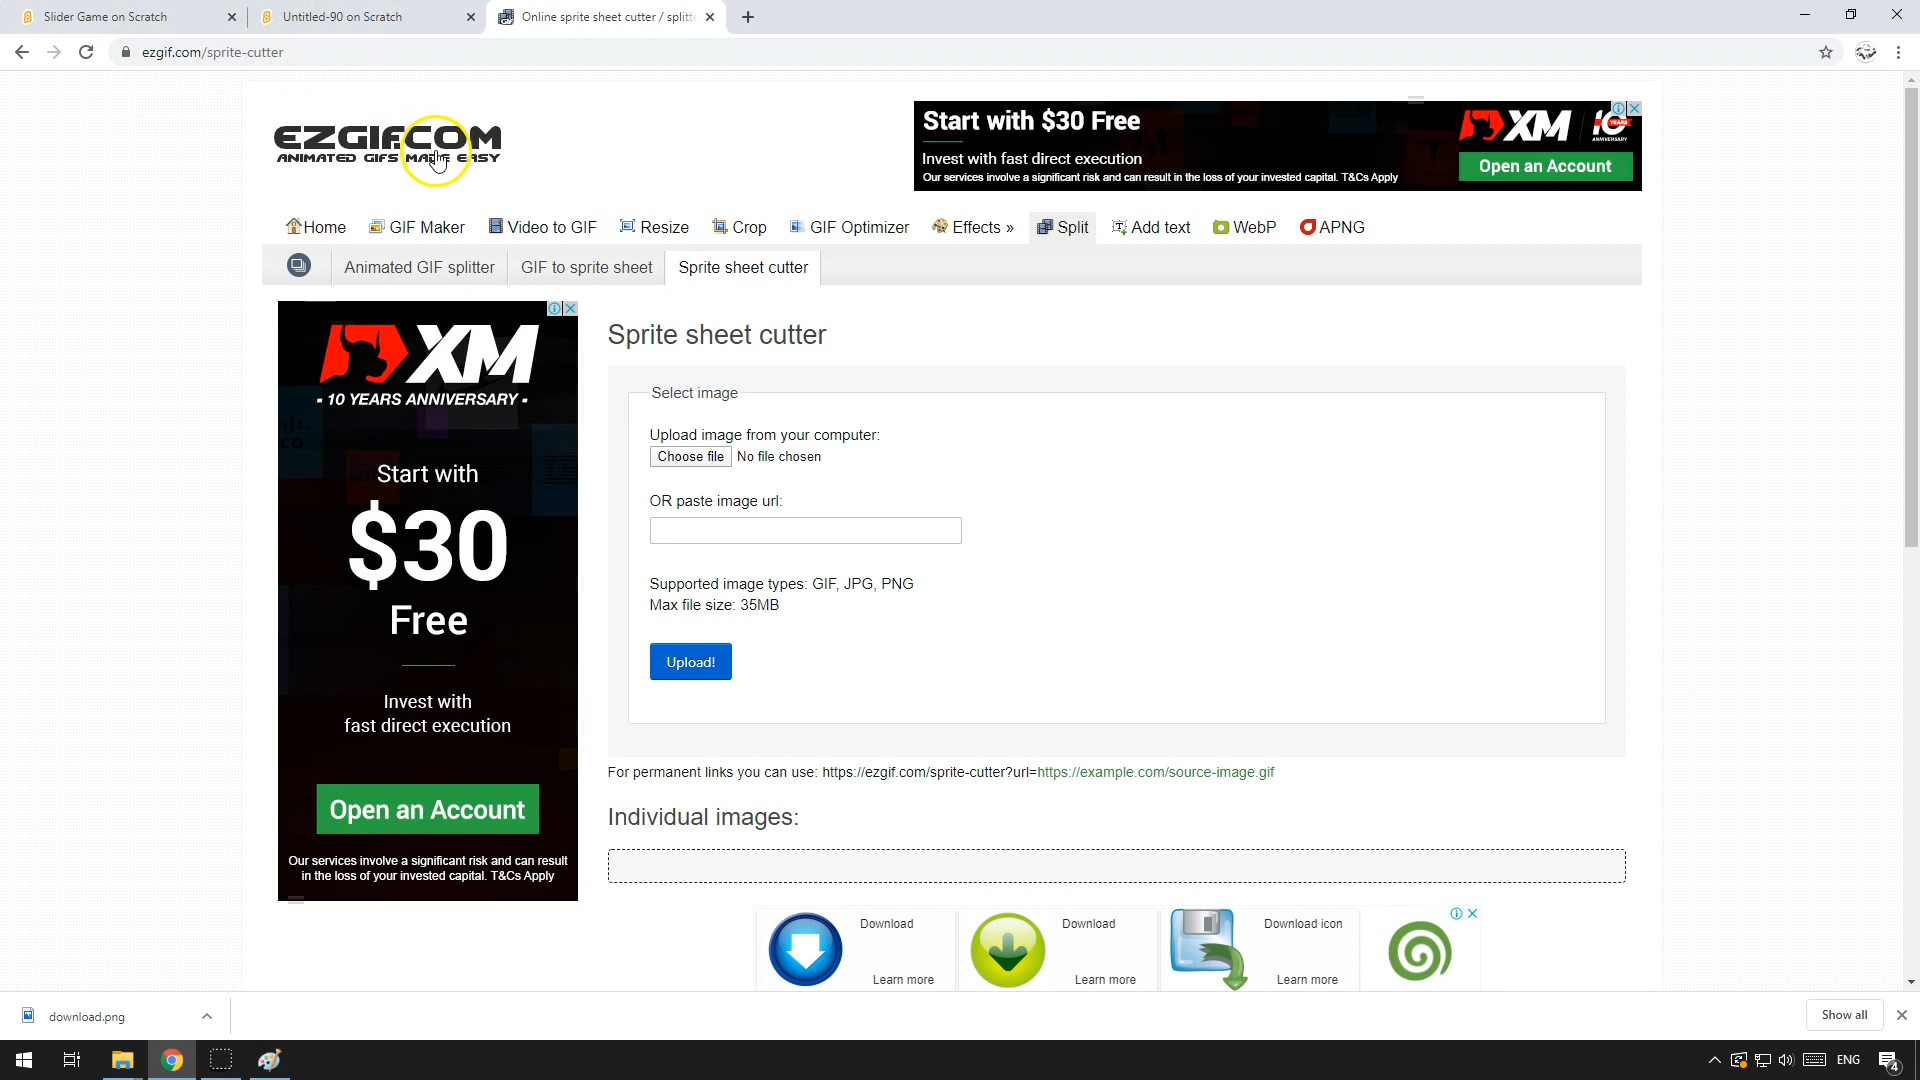 Slider Game on Scratch
Untitled-90 on Scratch
Online sprite sheet cutter / splitt
ezgif.com/sprite-cutter
EZGIF.COM
ANIMATED GIFS MADE EASY
Start with $30 Free
Invest with fast direct execution
Our services involve a significant risk and can result in the loss of your invested capital. T&Cs Apply
XM
10 YEARS
ANNIVERSARY
Open an Account
Home
GIF Maker
Video to GIF
Resize
Crop
GIF Optimizer
Effects »
Split
Add text
WebP
APNG
Animated GIF splitter
GIF to sprite sheet
Sprite sheet cutter
XM
- 10 YEARS ANNIVERSARY -
Start with
$30
Free
Invest with
fast direct execution
Open an Account
Our services involve a significant risk and can result
in the loss of your invested capital. T&Cs Apply
Sprite sheet cutter
Select image
Upload image from your computer:
Choose file No file chosen
OR paste image url:
Supported image types: GIF, JPG, PNG
Max file size: 35MB
Upload!
For permanent links you can use: https://ezgif.com/sprite-cutter?url=https://example.com/source-image.gif
Individual images:
Download
Learn more
Download
Learn more
Download icon
Learn more
download.png
Show all
ENG
4